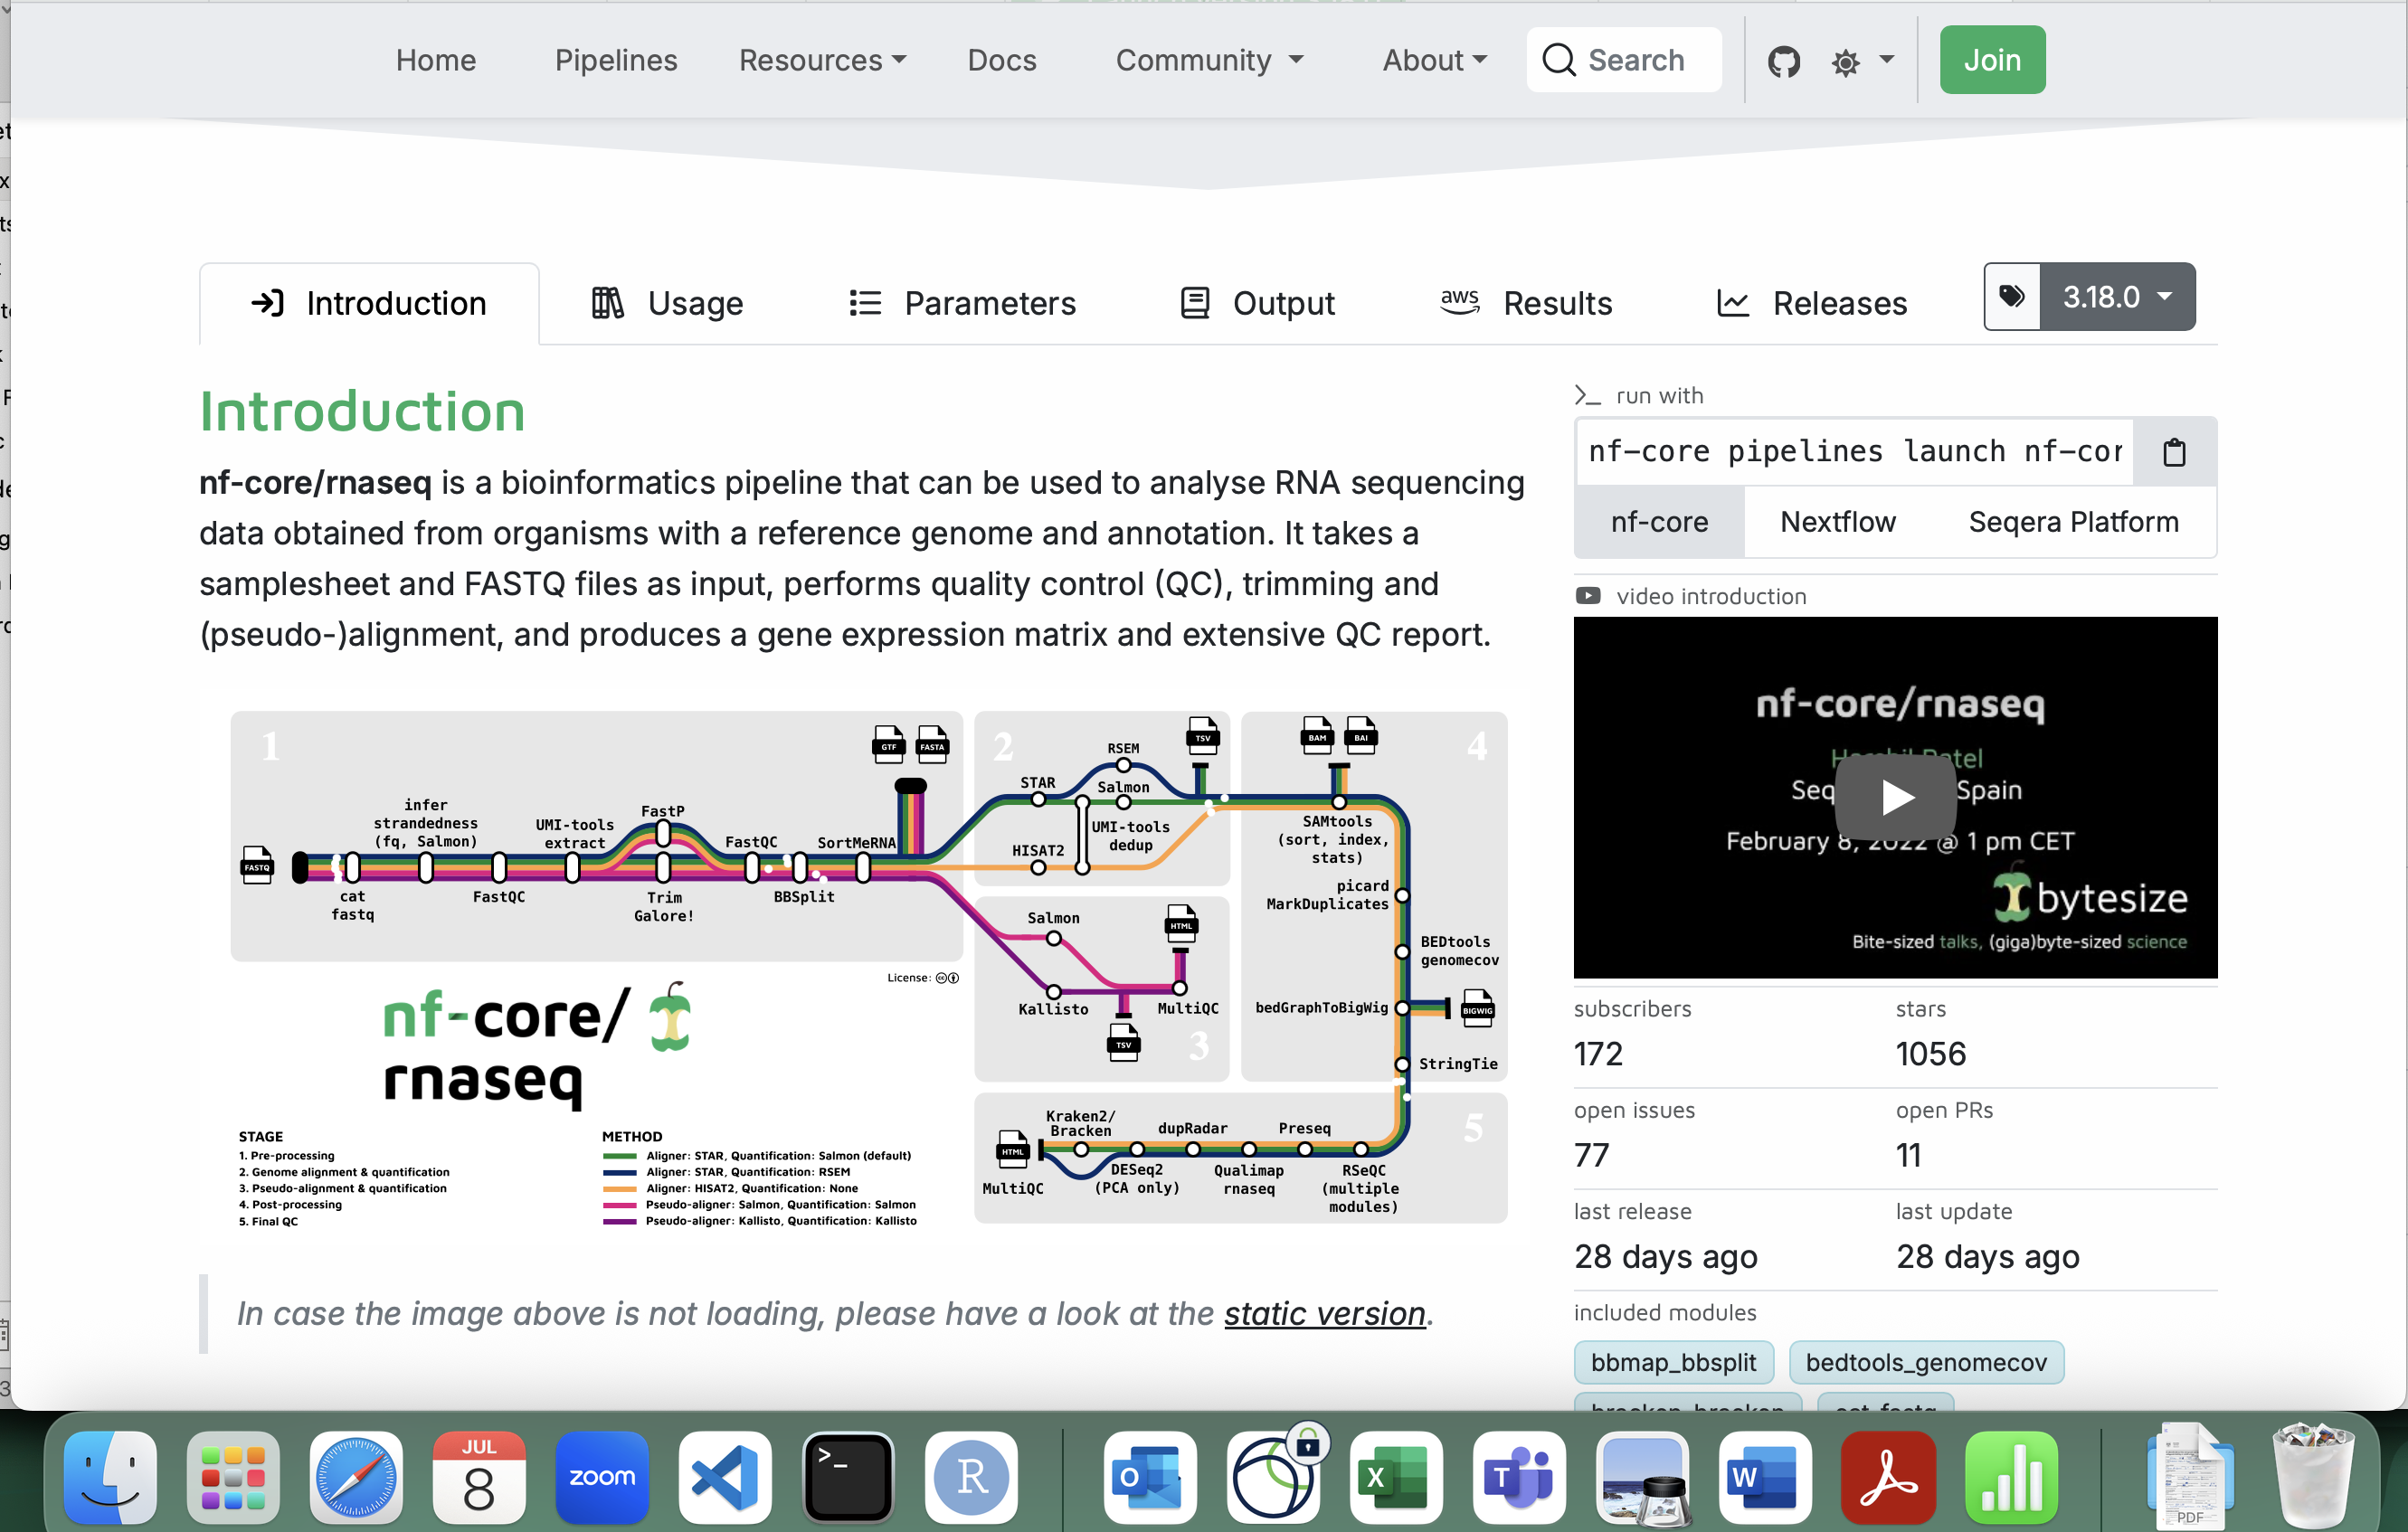 Home Pipelines Resources Docs Community About Search Join
Introduction Usage Parameters aws Results Output Releases 3.18.0
Introduction
nf-core/rnaseq is a bioinformatics pipeline that can be used to analyse RNA sequencing
data obtained from organisms with a reference genome and annotation. It takes a
samplesheet and FASTQ files as input, performs quality control (QC), trimming and
(pseudo-)alignment, and produces a gene expression matrix and extensive QC report.
1
GTF FASTA
FASTQ
cat
fastq
infer
strandedness
(fq, Salmon)
FastQC
UMI-tools
extract
FastP
Trim
Galore!
FastQC
BBSplit
SortMeRNA
2
STAR
RSEM
Salmon
TSV
HISAT2
UMI-tools
dedup
Salmon
Kallisto
HTML
MultiQC
TSV
3
BAM BAI
4
SAMtools
(sort, index,
stats)
picard
MarkDuplicates
BEDtools
genomecov
bedGraphToBigWig
BIGWIG
StringTie
5
Kraken2/
Bracken
dupRadar
Preseq
HTML
MultiQC
DESeq2
(PCA only)
Qualimap
rnaseq
RSeQC
(multiple
modules)
License:
nf-core/
rnaseq
STAGE
1. Pre-processing
2. Genome alignment & quantification
3. Pseudo-alignment & quantification
4. Post-processing
5. Final QC
METHOD
Aligner: STAR, Quantification: Salmon (default)
Aligner: STAR, Quantification: RSEM
Aligner: HISAT2, Quantification: None
Pseudo-aligner: Salmon, Quantification: Salmon
Pseudo-aligner: Kallisto, Quantification: Kallisto
In case the image above is not loading, please have a look at the static version.
>_ run with
nf-core pipelines launch nf-cor
nf-core Nextflow Seqera Platform
video introduction
nf-core/rnaseq
Seq Spain
February 8, 2022 @ 1 pm CET
bytesize
Bite-sized talks, (giga)byte-sized science
subscribers stars
172 1056
open issues open PRs
77 11
last release last update
28 days ago 28 days ago
included modules
bbmap_bbsplit bedtools_genomecov
bracken_bracken cat_fastq
JUL
8
zoom
>_
R
O
X
T
W
PDF